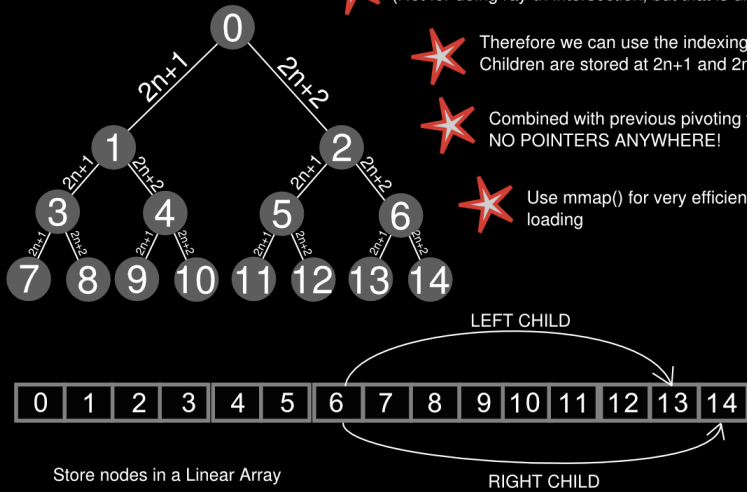 0
Therefore we can use the indexing
Children are stored at 2n+1 and
2n+1
2n+2
Combined with previous pivoting
NO POINTERS ANYWHERE!
1
2
2n+1
2n+2
2n+1
2n+2
Use mmap() for very efficien
loading
3
4
5
6
2n+1
2n+2
2n+1
2n+2
2n+1
2n+2
2n+1
2n+2
7 8 9 10 11 12 13 14
LEFT CHILD
0 1 2 3 4 5 6 7 8 9 10 11 12 13 14
Store nodes in a Linear Array
RIGHT CHILD